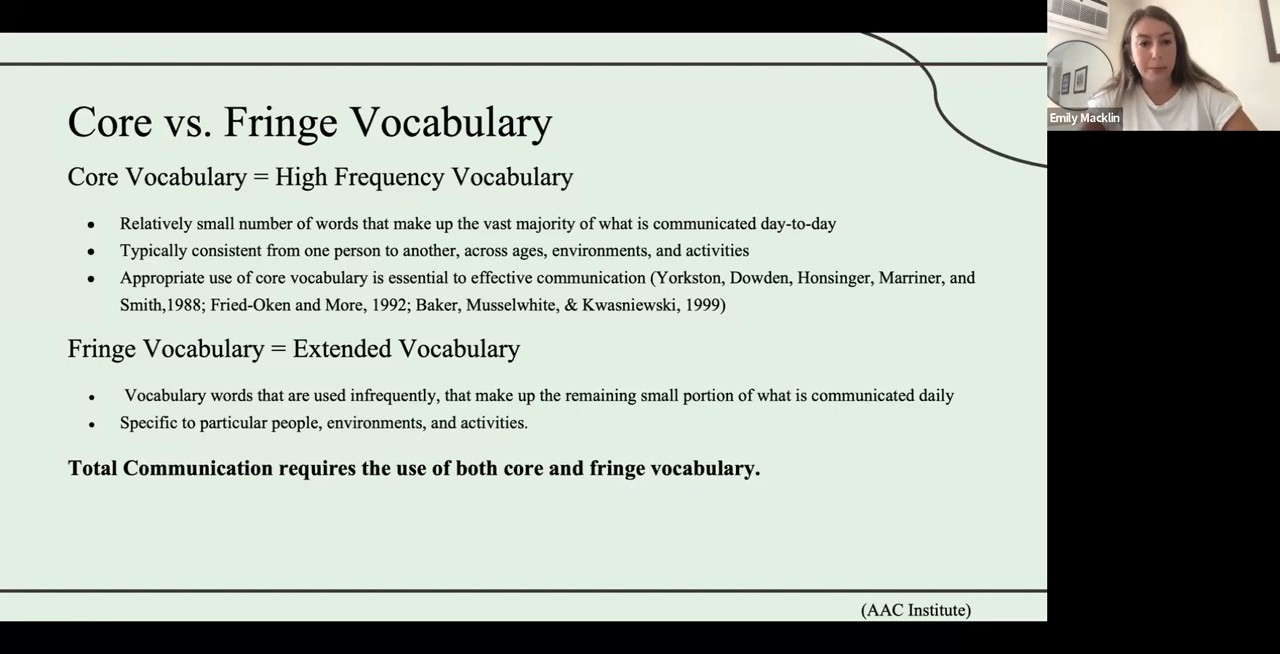 Core vs. Fringe Vocabulary
Core Vocabulary = High Frequency Vocabulary
• Relatively small number of words that make up the vast majority of what is communicated day-to-day
• Typically consistent from one person to another, across ages, environments, and activities
• Appropriate use of core vocabulary is essential to effective communication (Yorkston, Dowden, Honsinger, Marriner, and
Smith,1988; Fried-Oken and More, 1992; Baker, Musselwhite, & Kwasniewski, 1999)
Fringe Vocabulary = Extended Vocabulary
• Vocabulary words that are used infrequently, that make up the remaining small portion of what is communicated daily
• Specific to particular people, environments, and activities.
Total Communication requires the use of both core and fringe vocabulary.
(AAC Institute)
Emily Macklin